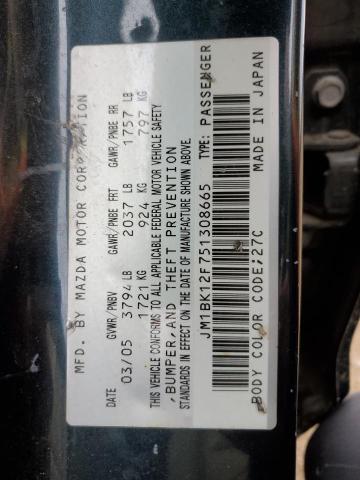 MFD. BY MAZDA MOTOR CORPORATION
GVWR/PNBV GAWR/PNBE FRT GAWR/PNBE RR
DATE 03/05 3794 LB 2037 LB 1757 LB
1721 KG 924 KG 797 KG
THIS VEHICLE CONFORMS TO ALL APPLICABLE FEDERAL MOTOR VEHICLE SAFETY
,BUMPER,AND THEFT PREVENTION
STANDARDS IN EFFECT ON THE DATE OF MANUFACTURE SHOWN ABOVE
JM1BK12F751308665 TYPE: PASSENGER
BODY COLOR CODE;27C MADE IN JAPAN